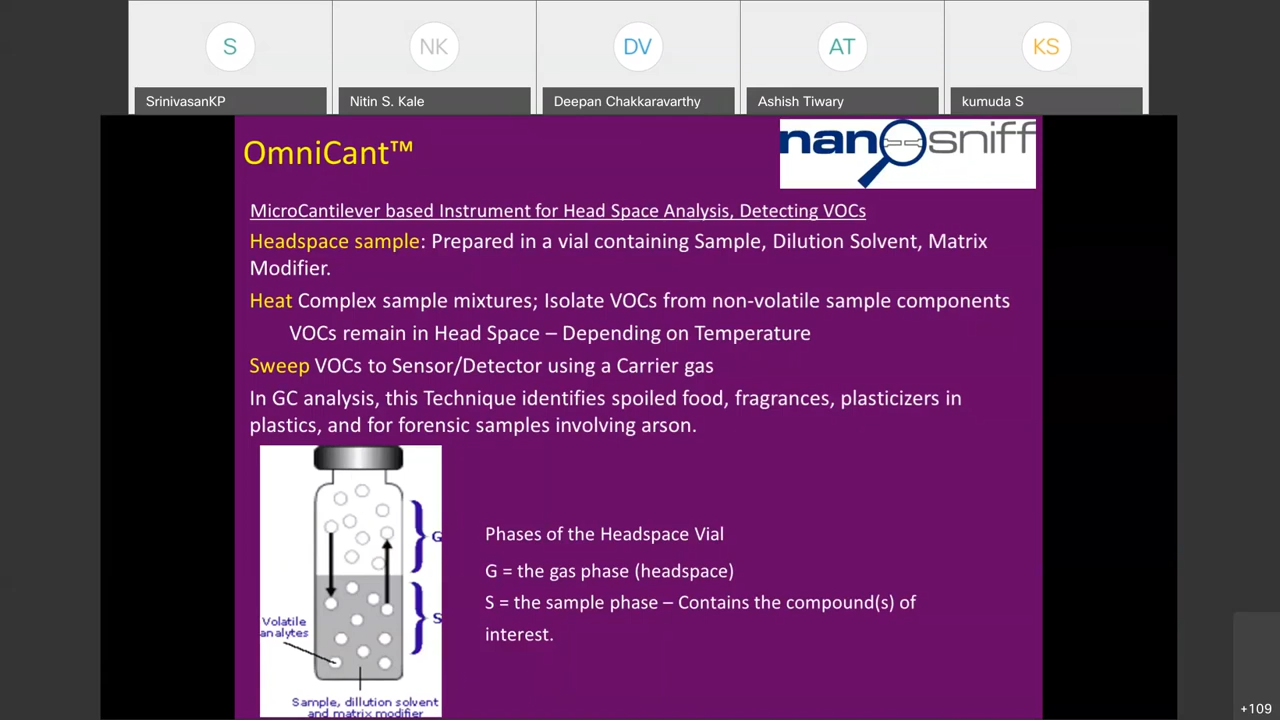 S
NK
DV
AT
KS
SrinivasanKP
Nitin S. Kale
Deepan Chakkaravarthy
Ashish Tiwary
kumuda S
OmniCant™
nanosniff
MicroCantilever based Instrument for Head Space Analysis, Detecting VOCs
Headspace sample: Prepared in a vial containing Sample, Dilution Solvent, Matrix
Modifier.
Heat Complex sample mixtures; Isolate VOCs from non-volatile sample components
VOCs remain in Head Space – Depending on Temperature
Sweep VOCs to Sensor/Detector using a Carrier gas
In GC analysis, this Technique identifies spoiled food, fragrances, plasticizers in
plastics, and for forensic samples involving arson.
G
S
Volatile
analytes
Sample, dillution solvent
and matrix modifier
Phases of the Headspace Vial
G = the gas phase (headspace)
S = the sample phase – Contains the compound(s) of
interest.
+109